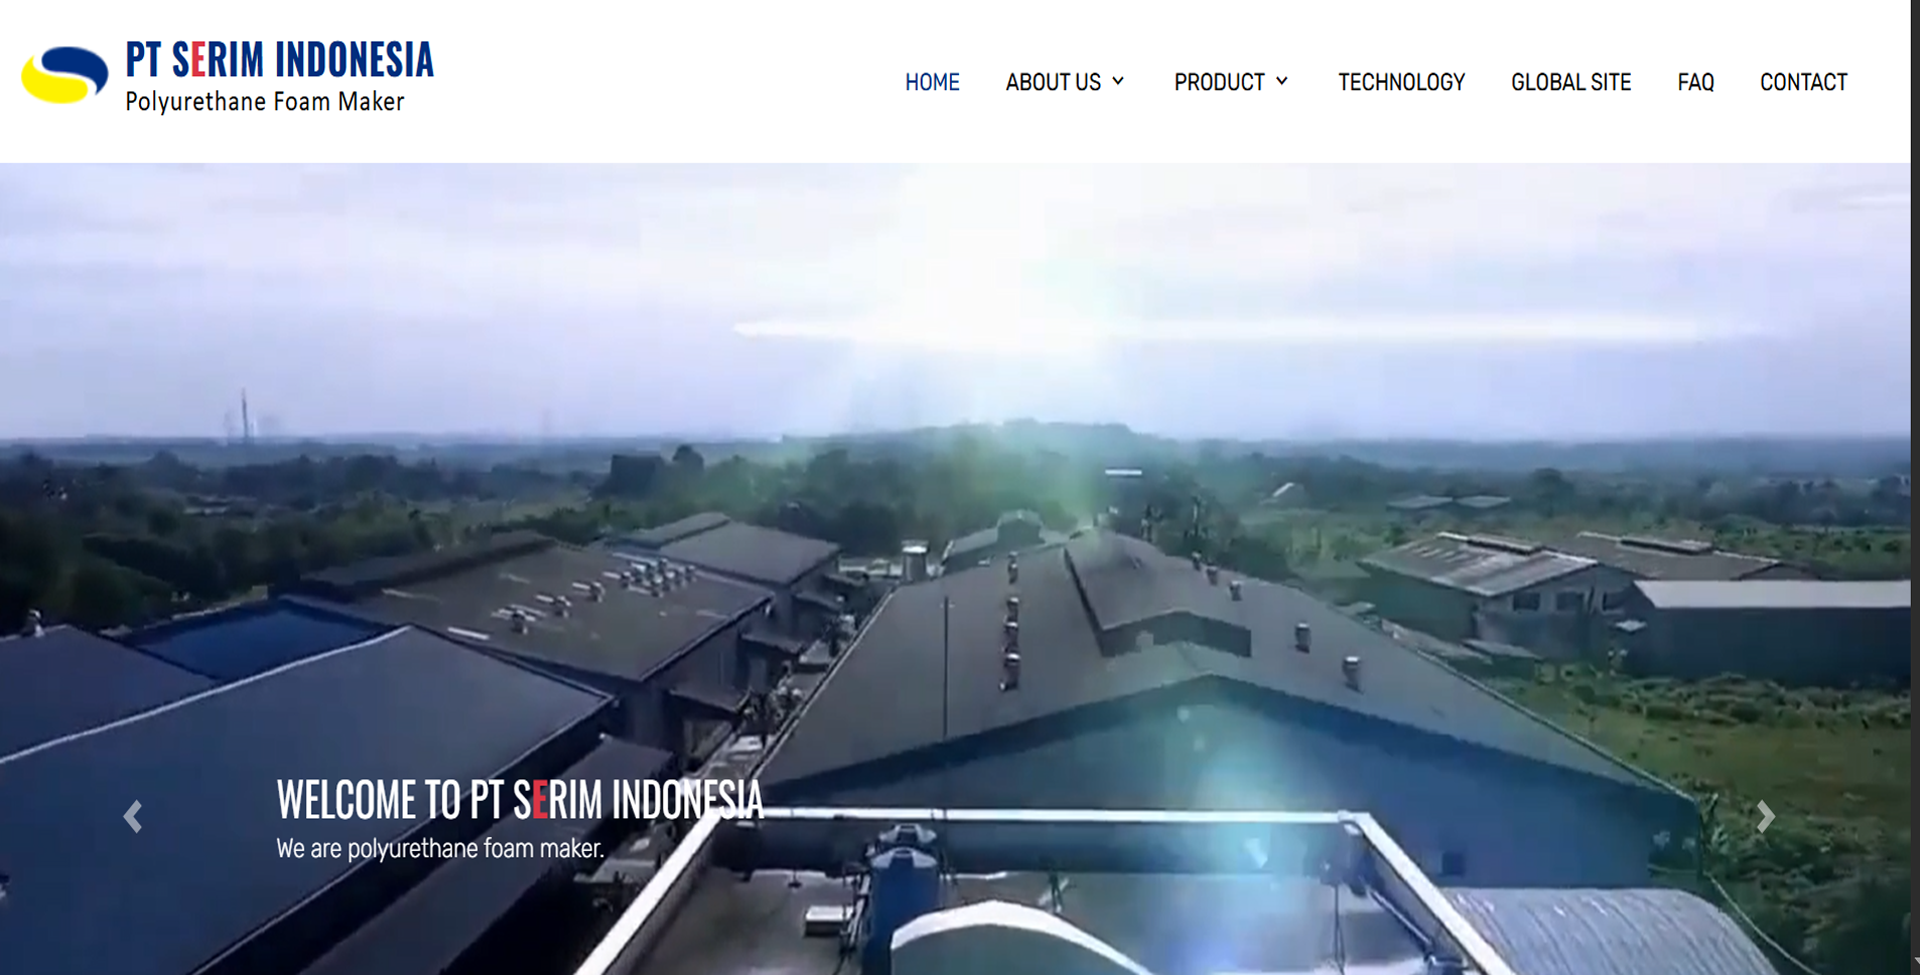 PT SERIM INDONESIA
Polyurethane Foam Maker
HOME ABOUT US PRODUCT TECHNOLOGY GLOBAL SITE FAQ CONTACT
WELCOME TO PT SERIM INDONESIA
We are polyurethane foam maker.